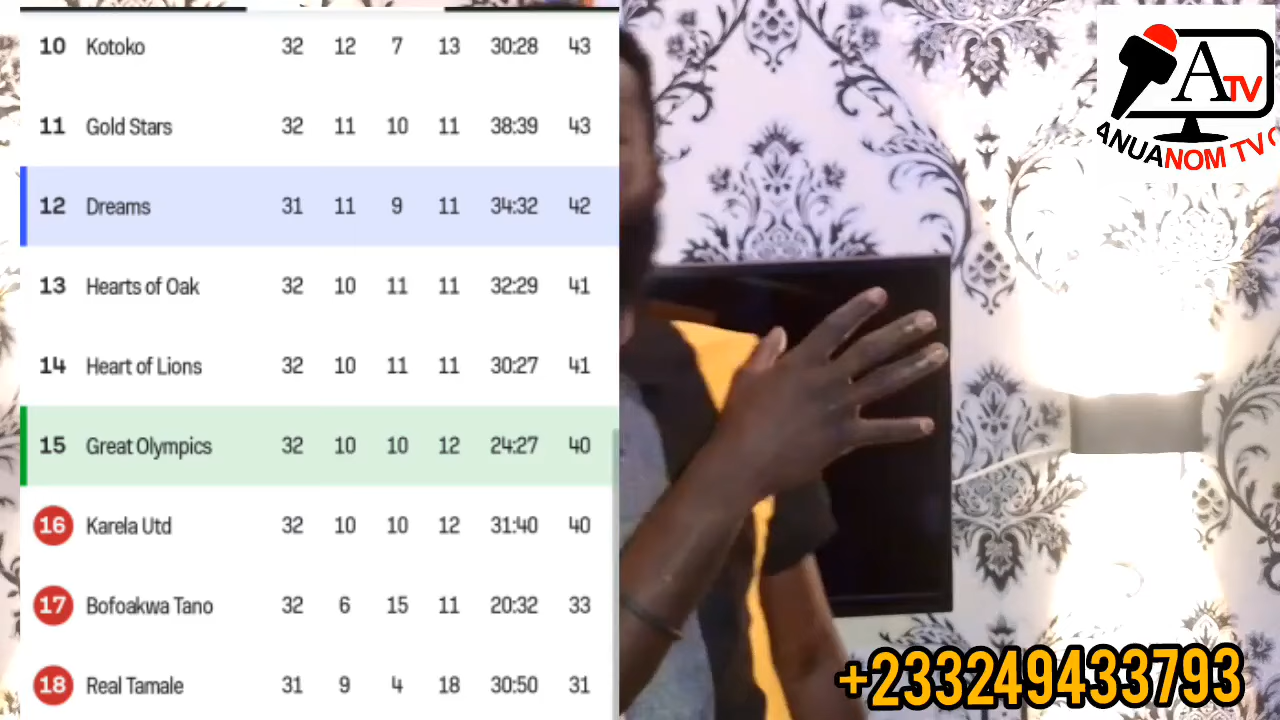 10 Kotoko 32 12 7 13 30:28 43
11 Gold Stars 32 11 10 11 38:39 43
12 Dreams 31 11 9 11 34:32 42
13 Hearts of Oak 32 10 11 11 32:29 41
14 Heart of Lions 32 10 11 11 30:27 41
15 Great Olympics 32 10 10 12 24:27 40
16 Karela Utd 32 10 10 12 31:40 40
17 Bofoakwa Tano 32 6 15 11 20:32 33
18 Real Tamale 31 9 4 18 30:50 31
ATV
ANUANOM TV
+233249433793